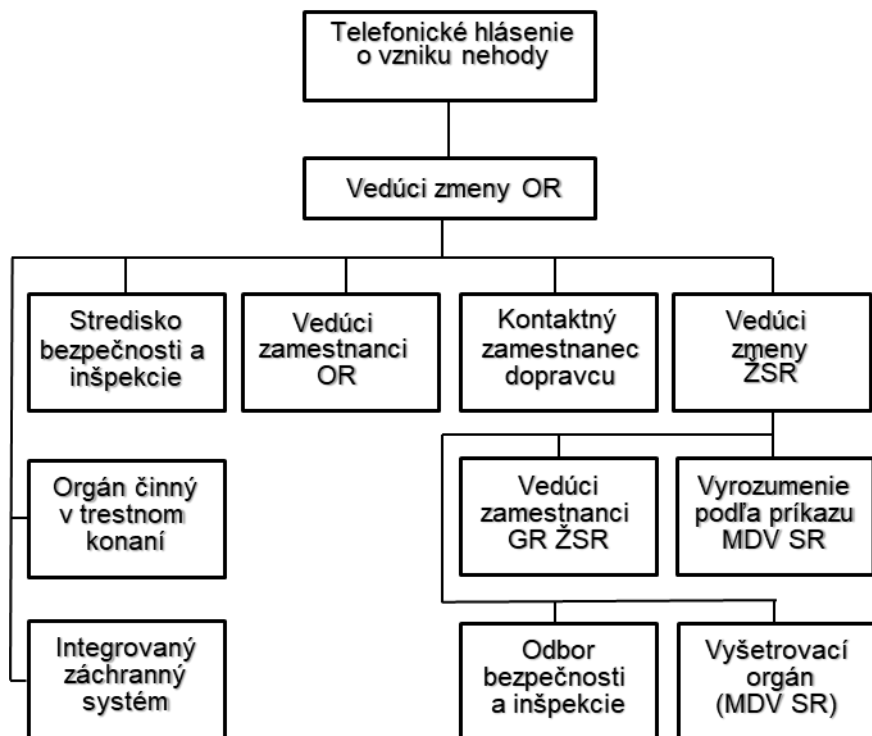 Telefonické hlásenie
o vzniku nehody
Vedúci zmeny OR
Stredisko
bezpečnosti a
inšpekcie
Vedúci
zamestnanci
OR
Kontaktný
zamestnanec
dopravcu
Vedúci
zmeny
ŽSR
Orgán činný
v trestnom
konaní
Vedúci
zamestnanci
GR ŽSR
Vyrozumenie
podľa príkazu
MDV SR
Integrovaný
záchranný
systém
Odbor
bezpečnosti
a inšpekcie
Vyšetrovací
orgán
(MDV SR)